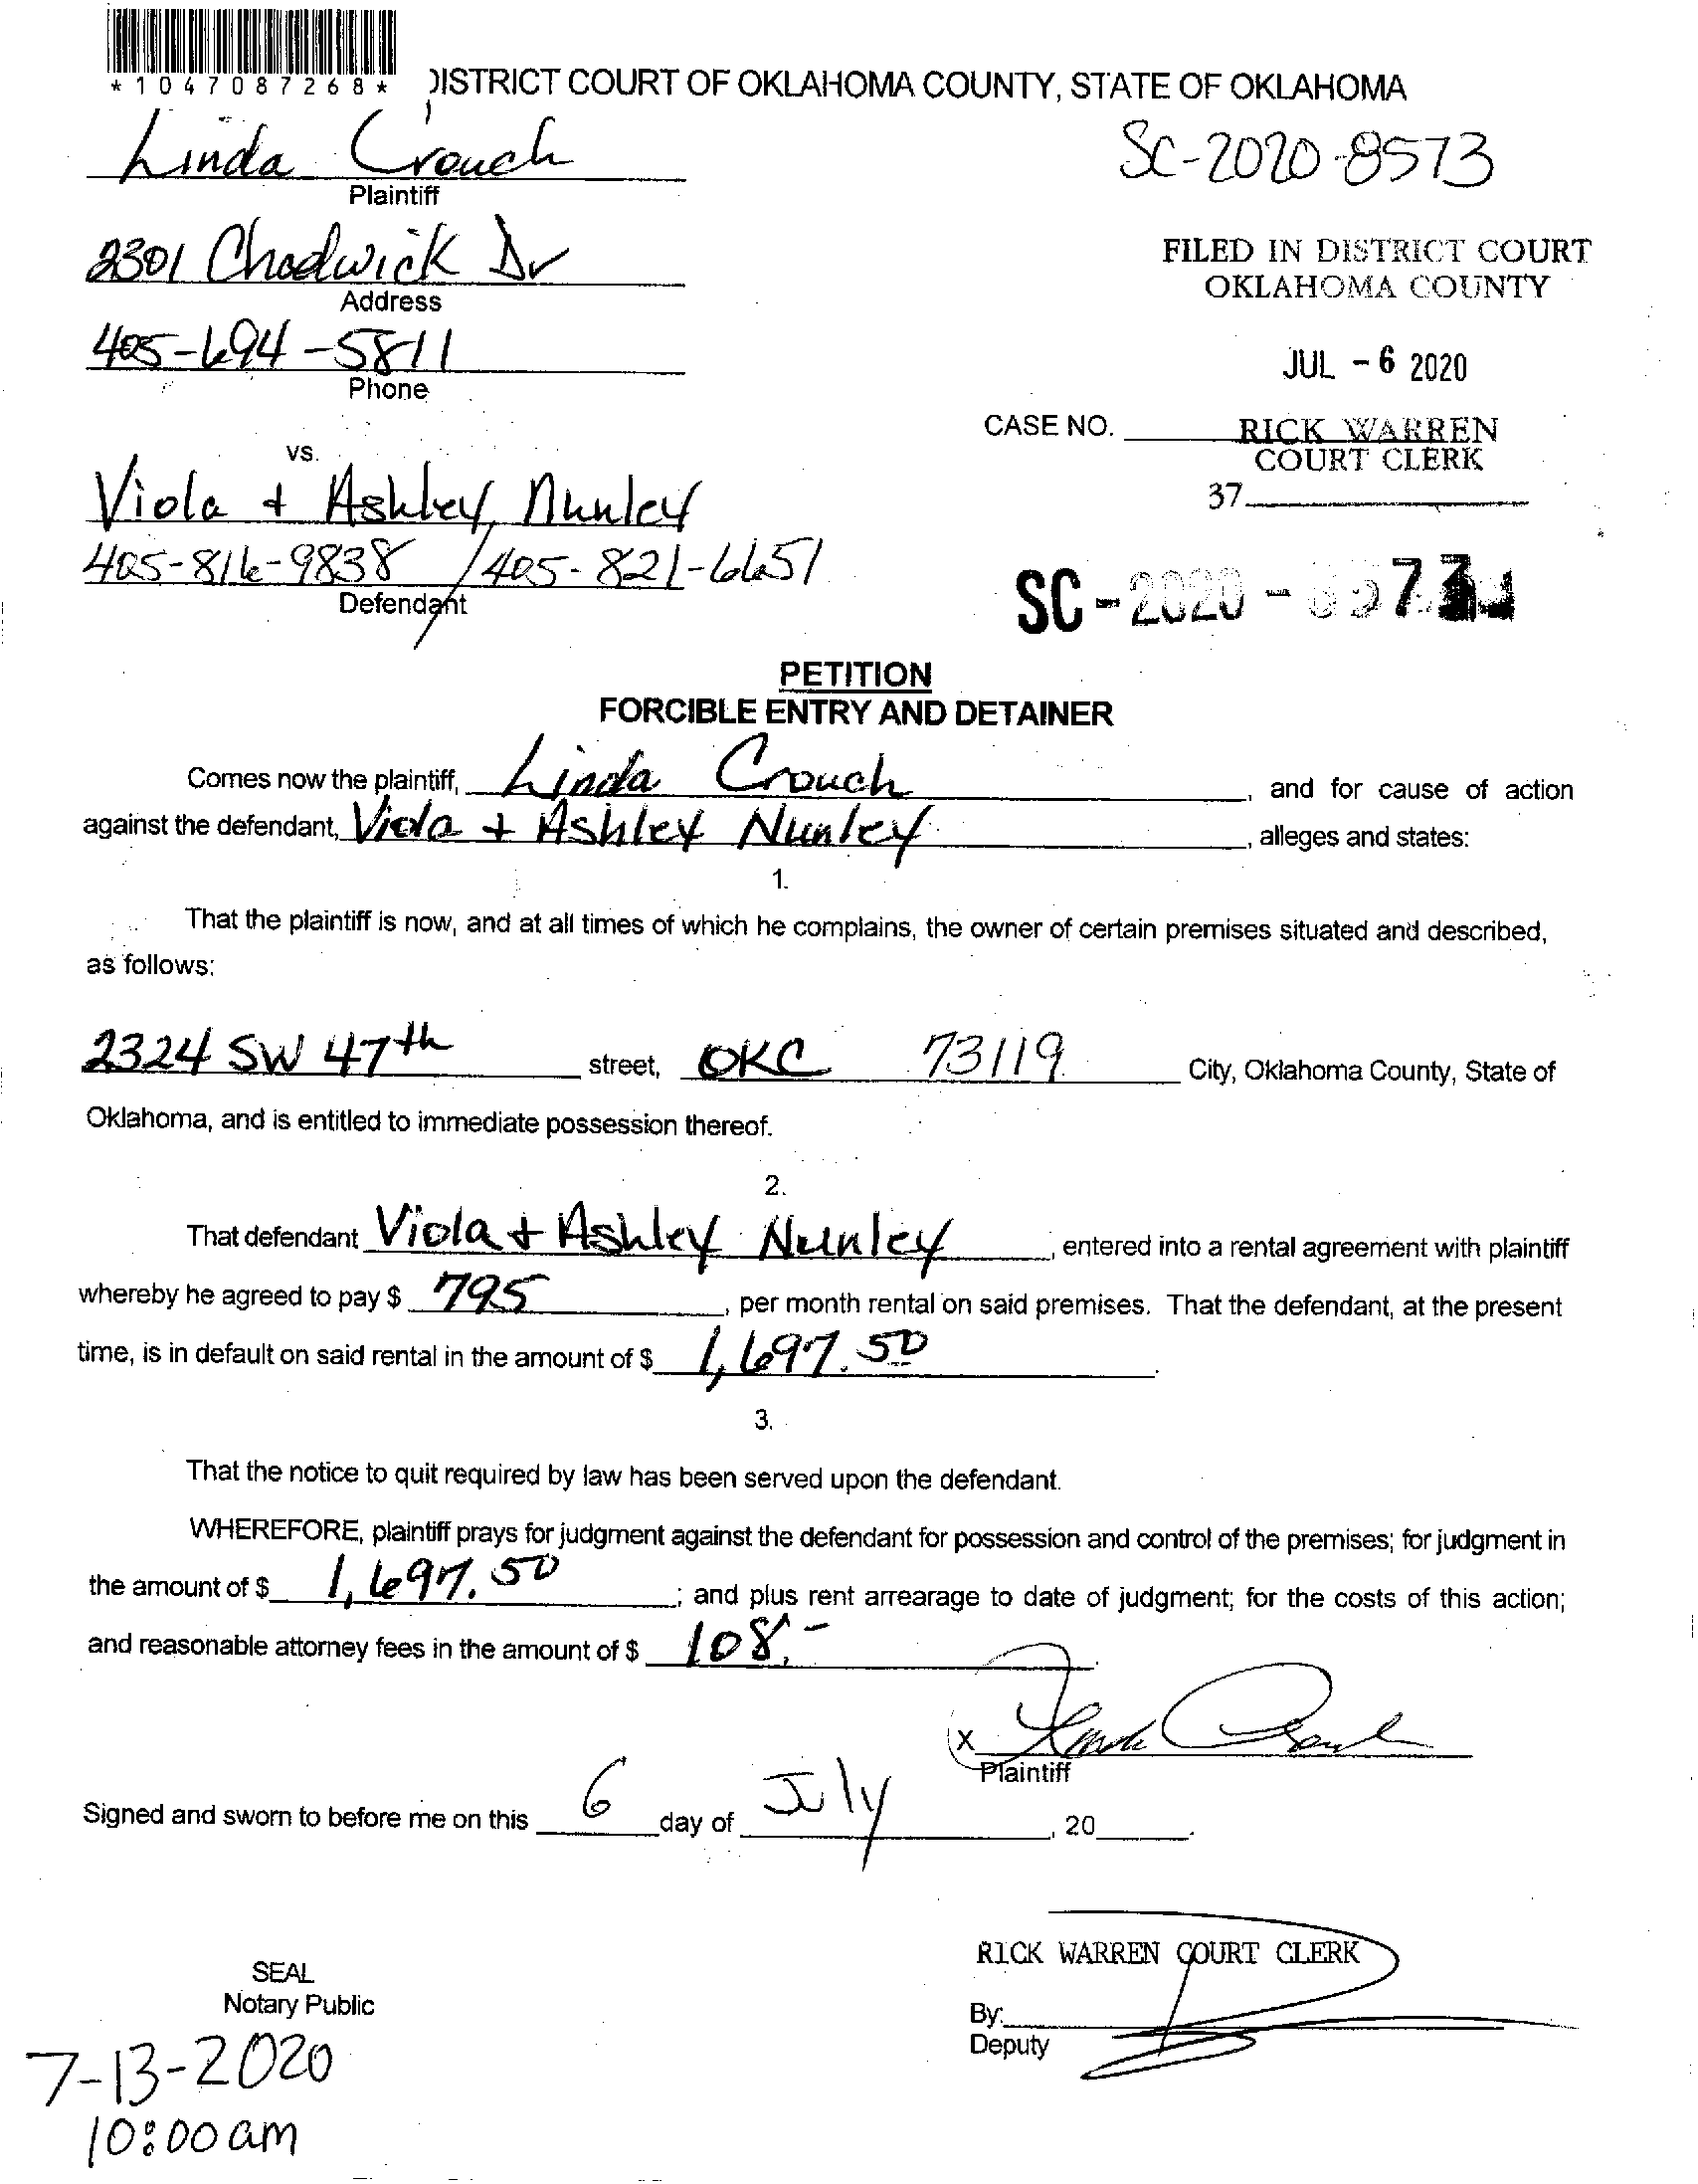 *1047087268*
DISTRICT COURT OF OKLAHOMA COUNTY, STATE OF OKLAHOMA
Linda Crouch
Plaintiff
SC-2020-8573
2301 Chadwick Dr
Address
FILED IN DISTRICT COURT
OKLAHOMA COUNTY
405-694-5811
Phone
JUL - 6 2020
CASE NO.
RICK WARREN
COURT CLERK
37
vs.
Viola + Ashley Nunley
405-816-9838 / 405-821-6651
Defendant
SC-2020-
PETITION
FORCIBLE ENTRY AND DETAINER
Comes now the plaintiff, Linda Crouch, and for cause of action
against the defendant, Viola + Ashley Nunley, alleges and states:
1.
That the plaintiff is now, and at all times of which he complains, the owner of certain premises situated and described,
as follows:
2324 SW 47th street, OKC 73119 City, Oklahoma County, State of
Oklahoma, and is entitled to immediate possession thereof.
2.
That defendant Viola + Ashley Nunley, entered into a rental agreement with plaintiff
whereby he agreed to pay $ 795, per month rental on said premises. That the defendant, at the present
time, is in default on said rental in the amount of $ 1,697.50.
3.
That the notice to quit required by law has been served upon the defendant.
WHEREFORE, plaintiff prays for judgment against the defendant for possession and control of the premises; for judgment in
the amount of $ 1,697.50; and plus rent arrearage to date of judgment; for the costs of this action;
and reasonable attorney fees in the amount of $ 108.-
X Linda Crouch
Plaintiff
Signed and sworn to before me on this 6 day of July, 20.
RICK WARREN COURT CLERK
SEAL
Notary Public
By:
Deputy
7-13-2020
10:00am